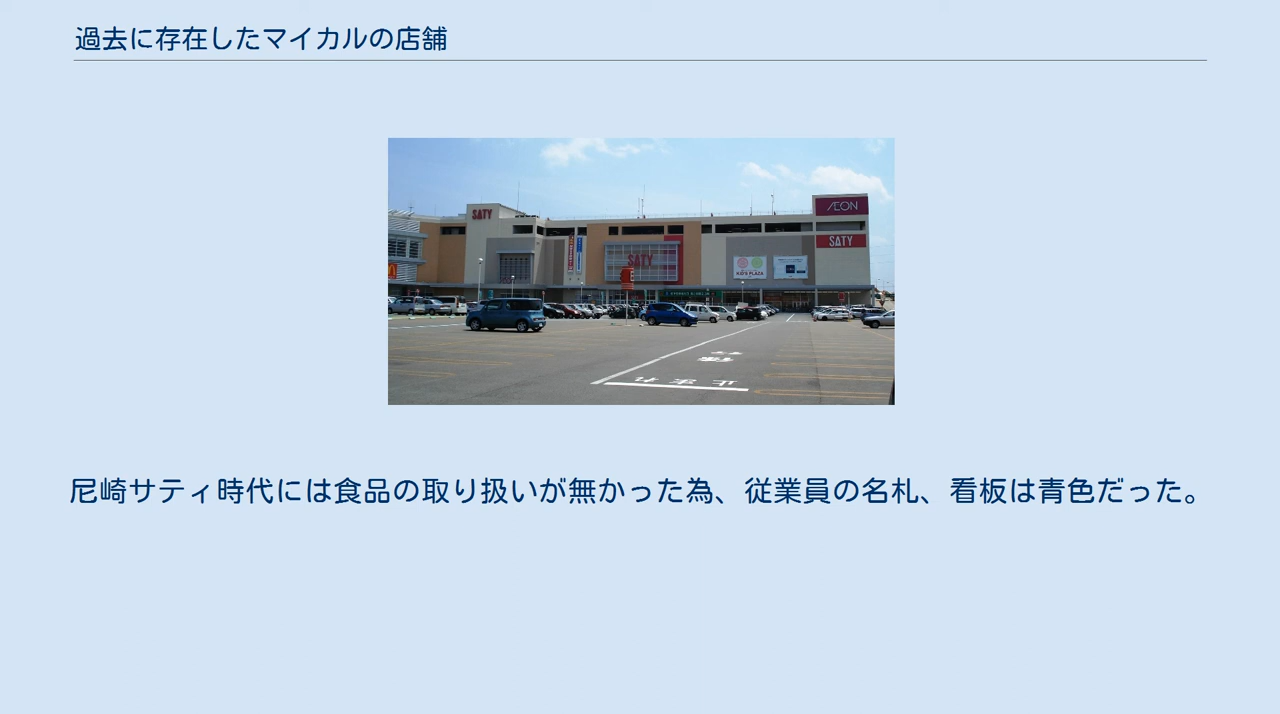 過去に存在したマイカルの店舗
SATY
ÆON
SATY
SATY
KID'S PLAZA
尼崎サティ時代には食品の取り扱いが無かった為、従業員の名札、看板は青色だった。